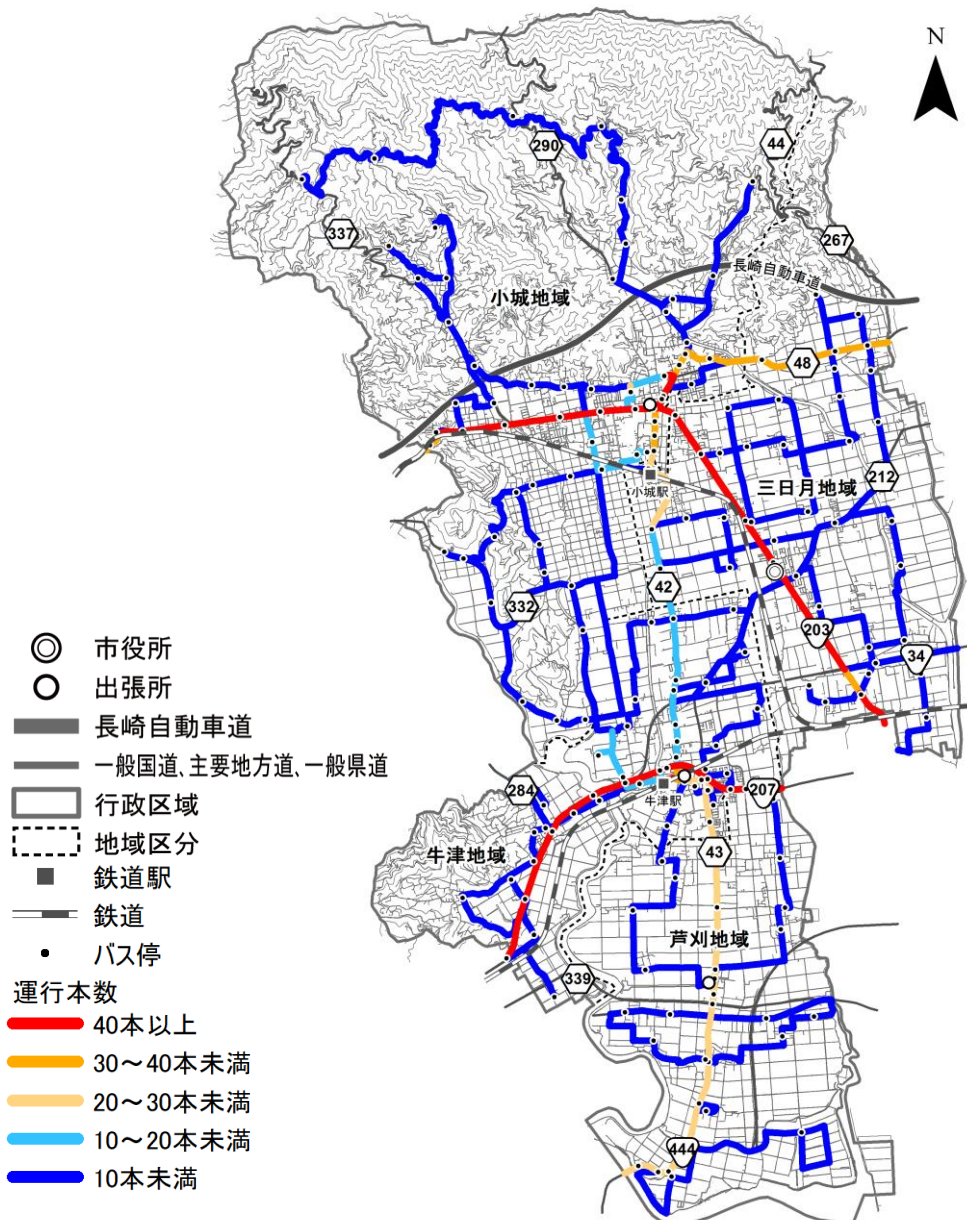 N
44
290
337
267
長崎自動車道
小城地域
48
212
三日月地域
小城駅
42
332
203
34
市役所
出張所
長崎自動車道
一般国道、主要地方道、一般県道
行政区域
地域区分
鉄道駅
鉄道
バス停
運行本数
40本以上
30～40本未満
20～30本未満
10～20本未満
10本未満
284
牛津駅
207
牛津地域
43
芦刈地域
339
444